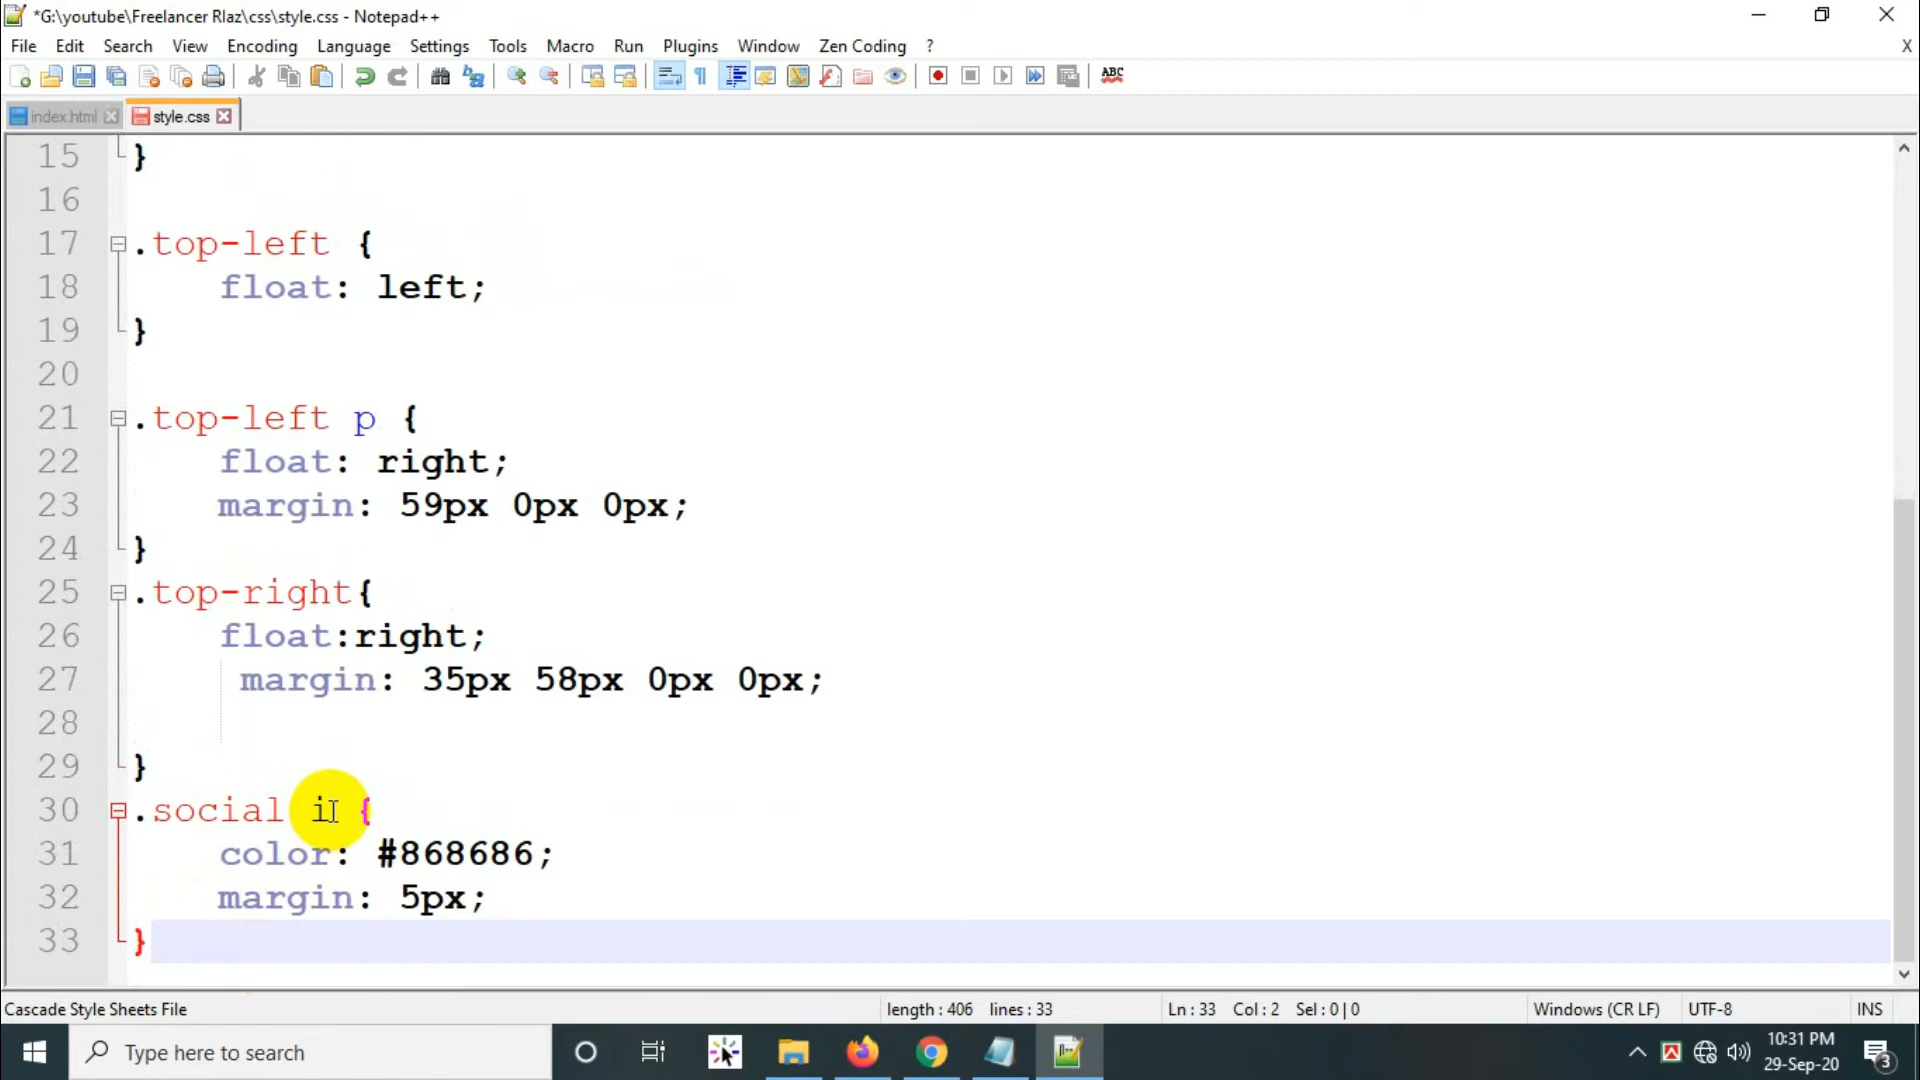 *G:\youtube\Freelancer Rlaz\css\style.css - Notepad++
File Edit Search View Encoding Language Settings Tools Macro Run Plugins Window Zen Coding ? X
ABC
index.html style.css
15 }
16
17 .top-left {
18 float: left;
19 }
20
21 .top-left p {
22 float: right;
23 margin: 59px 0px 0px;
24 }
25 .top-right{
26 float:right;
27 margin: 35px 58px 0px 0px;
28
29 }
30 .social i {
31 color: #868686;
32 margin: 5px;
33 }
Cascade Style Sheets File length : 406 lines : 33 Ln : 33 Col : 2 Sel : 0 | 0 Windows (CR LF) UTF-8 INS
Type here to search
10:31 PM
29-Sep-20
3